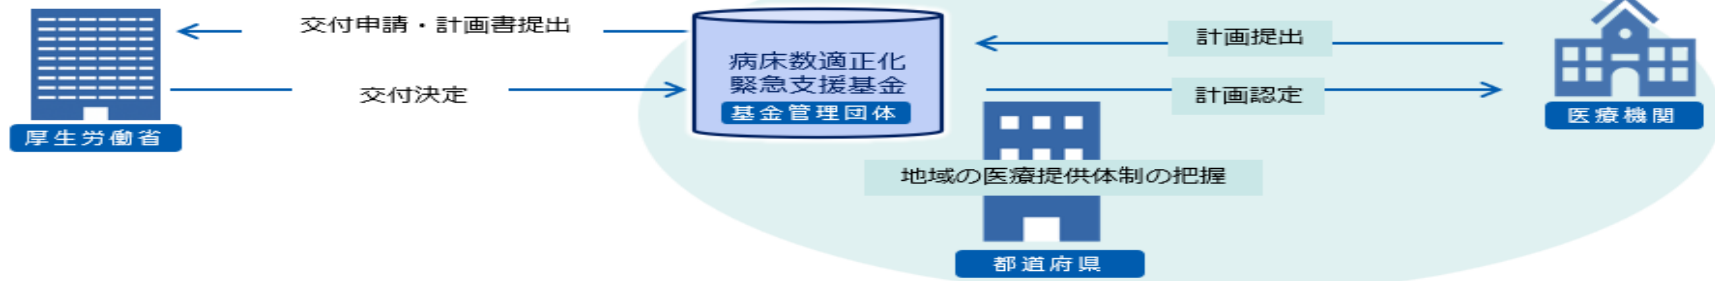 交付申請・計画書提出
交付決定
厚生労働省
病床数適正化
緊急支援基金
基金管理団体
計画提出
計画認定
医療機関
地域の医療提供体制の把握
都道府県